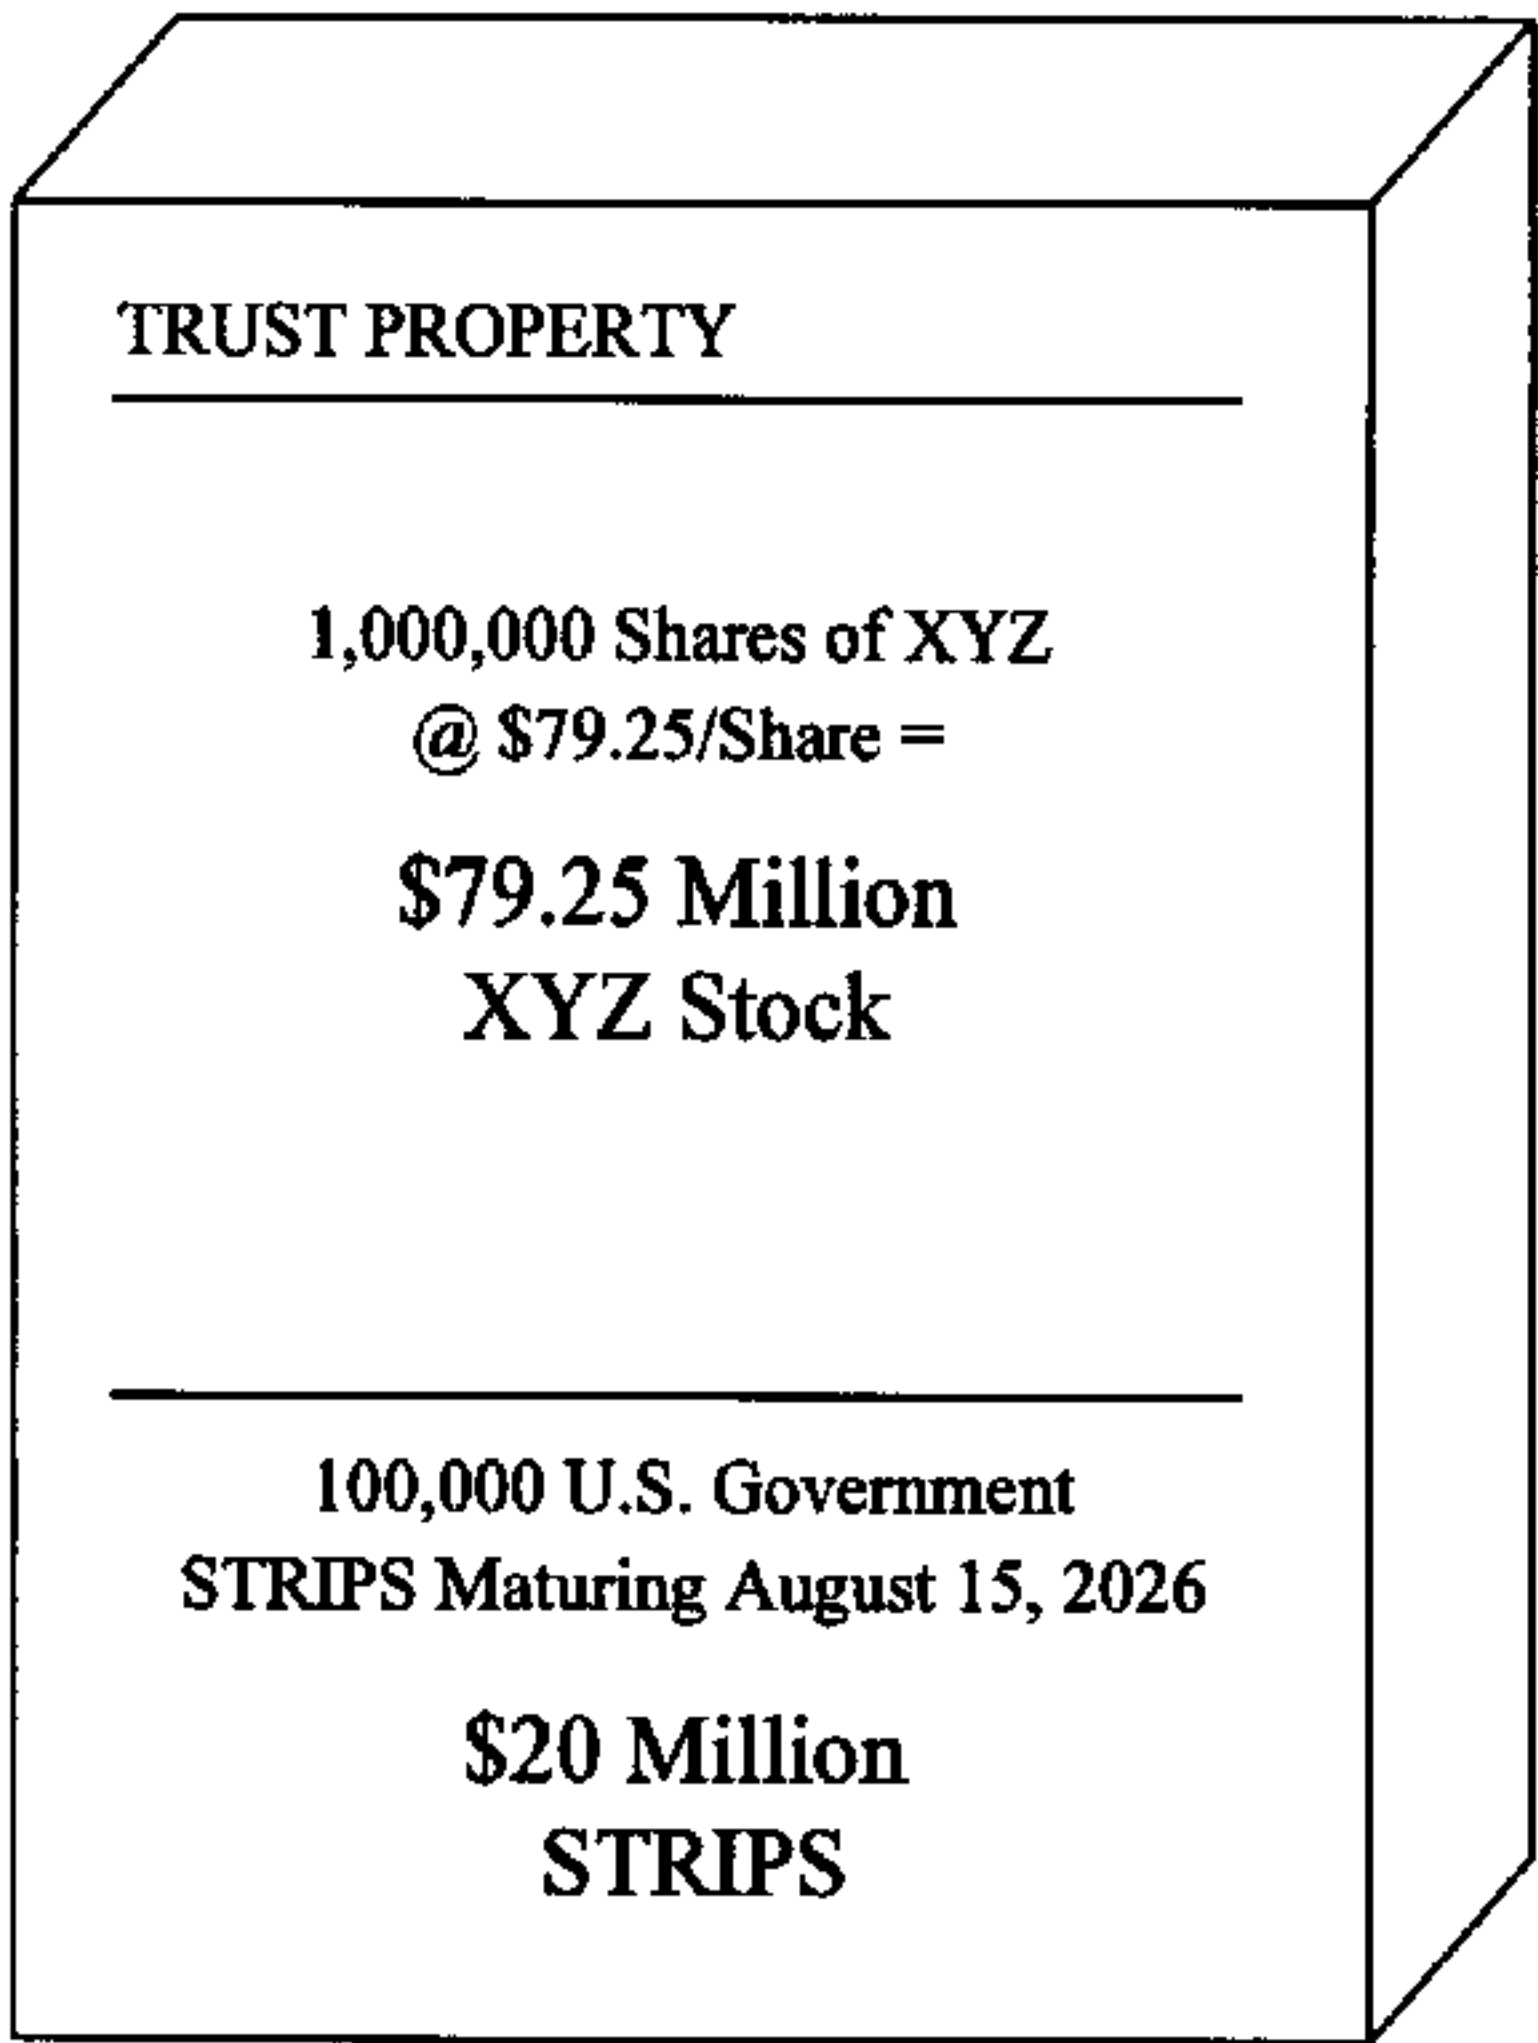 TRUST PROPERTY
1,000,000 Shares of XYZ
@ $79.25/Share =
$79.25 Million
XYZ Stock
100,000 U.S. Government
STRIPS Maturing August 15, 2026
$20 Million
STRIPS